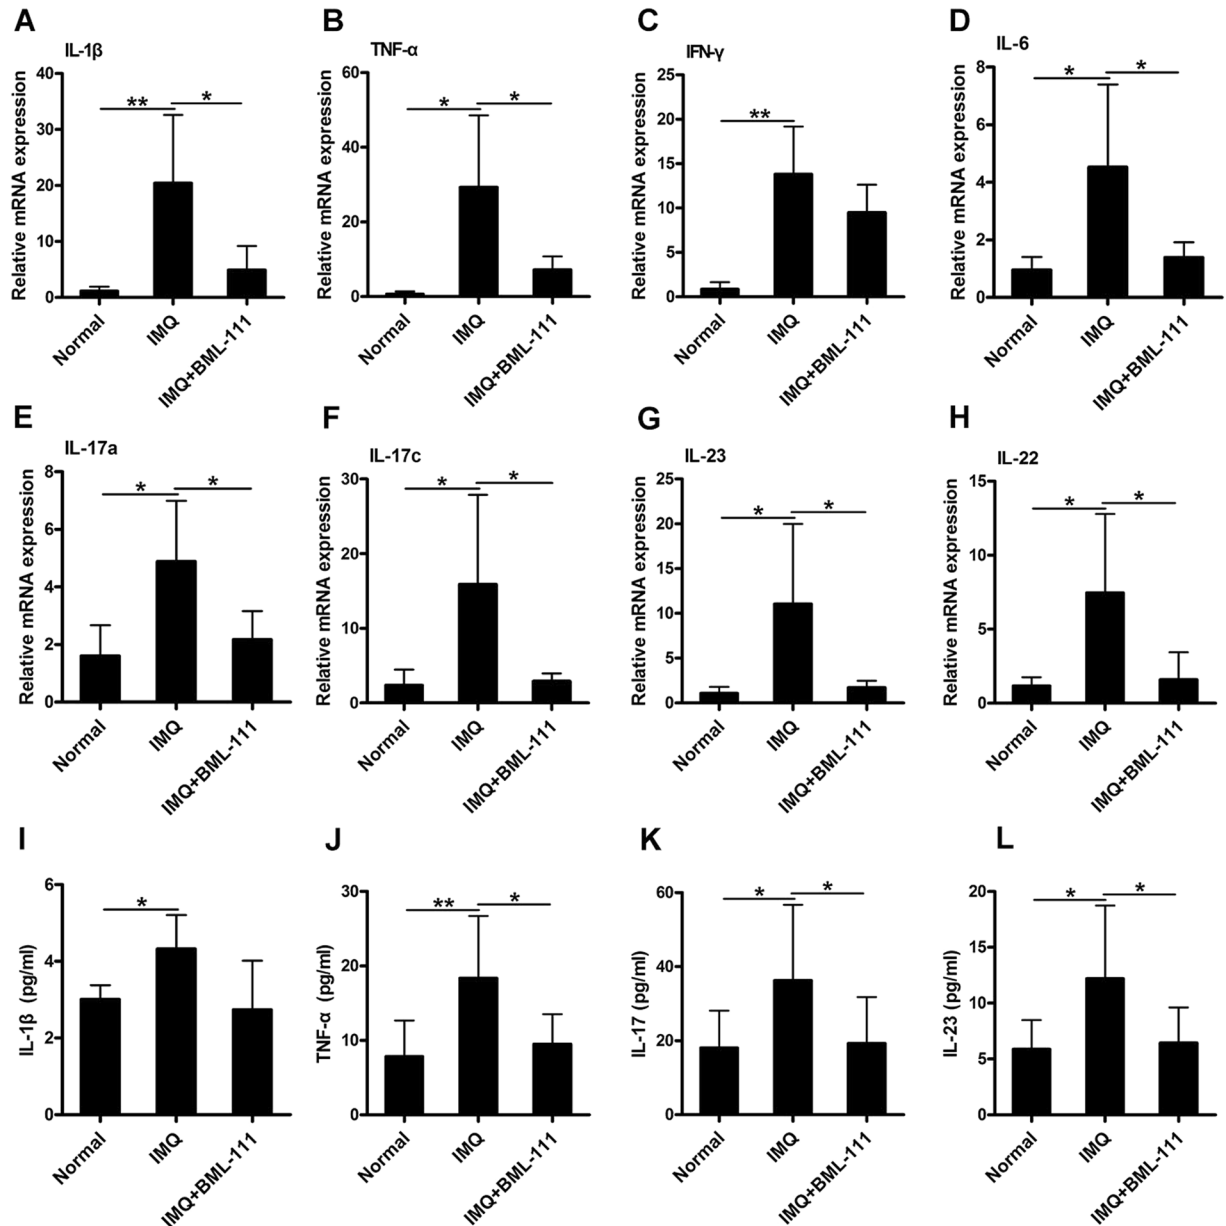 A
IL-1β
Relative mRNA expression
40
30
20
10
0
** *
Normal
IMQ
IMQ+BML-111
B
TNF-α
Relative mRNA expression
60
40
20
0
* *
Normal
IMQ
IMQ+BML-111
C
IFN-γ
Relative mRNA expression
25
20
15
10
5
0
**
Normal
IMQ
IMQ+BML-111
D
IL-6
Relative mRNA expression
8
6
4
2
0
* *
Normal
IMQ
IMQ+BML-111
E
IL-17a
Relative mRNA expression
8
6
4
2
0
* *
Normal
IMQ
IMQ+BML-111
F
IL-17c
Relative mRNA expression
30
20
10
0
* *
Normal
IMQ
IMQ+BML-111
G
IL-23
Relative mRNA expression
25
20
15
10
5
0
* *
Normal
IMQ
IMQ+BML-111
H
IL-22
Relative mRNA expression
15
10
5
0
* *
Normal
IMQ
IMQ+BML-111
I
IL-1β (pg/ml)
6
4
2
0
*
Normal
IMQ
IMQ+BML-111
J
TNF-α (pg/ml)
30
20
10
0
** *
Normal
IMQ
IMQ+BML-111
K
IL-17 (pg/ml)
60
40
20
0
* *
Normal
IMQ
IMQ+BML-111
L
IL-23 (pg/ml)
20
15
10
5
0
* *
Normal
IMQ
IMQ+BML-111